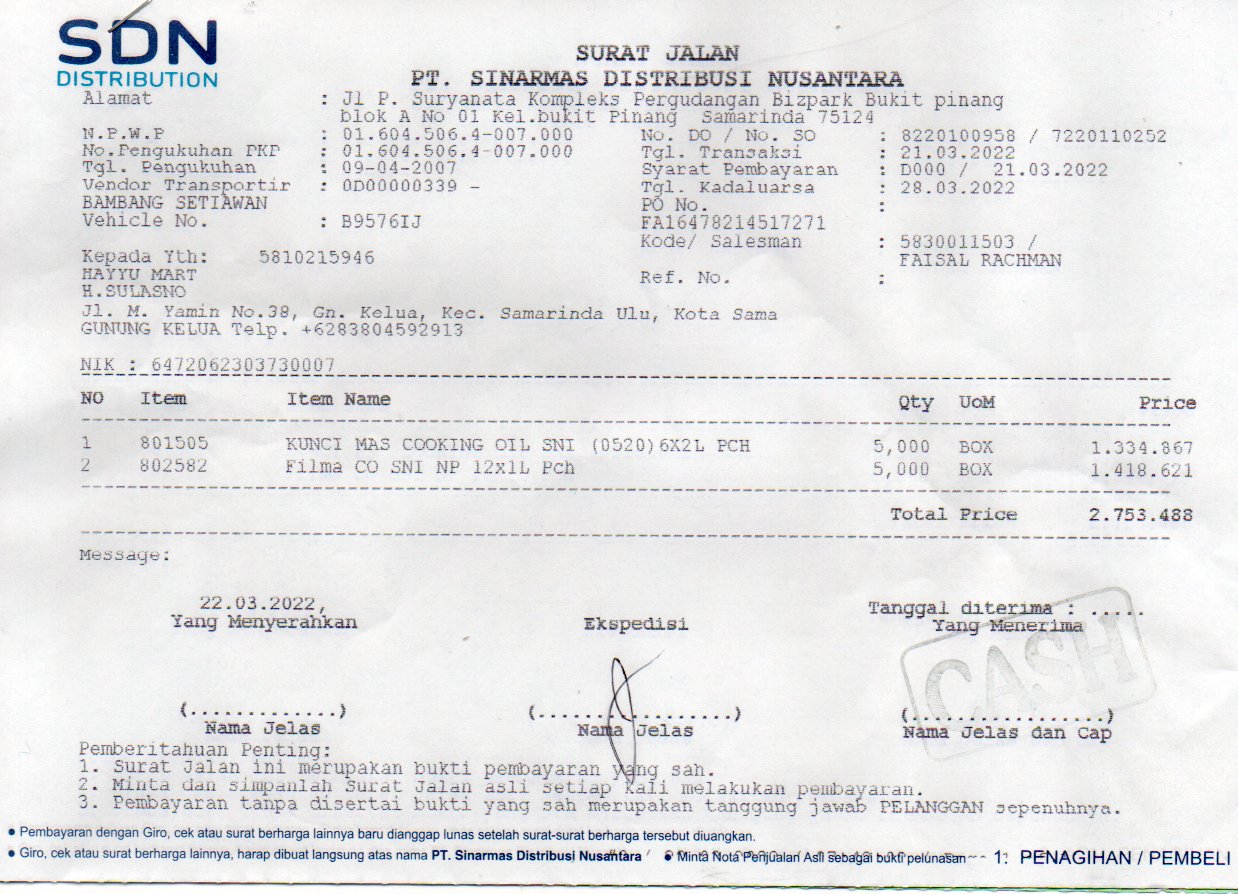 SDN
DISTRIBUTION
SURAT JALAN
PT. SINARMAS DISTRIBUSI NUSANTARA
Alamat : Jl P. Suryanata Kompleks Pergudangan Bizpark Bukit pinang
blok A No 01 Kel.bukit Pinang Samarinda 75124
N.P.W.P : 01.604.506.4-007.000 No. DO / No. SO : 8220100958 / 7220110252
No.Pengukuhan PKP : 01.604.506.4-007.000 Tgl. Transaksi : 21.03.2022
Tgl. Pengukuhan : 09-04-2007 Syarat Pembayaran : D000 / 21.03.2022
Vendor Transportir : 0D00000339 - Tgl. Kadaluarsa : 28.03.2022
BAMBANG SETIAWAN PO No. :
Vehicle No. : B9576IJ FA16478214517271
Kode/ Salesman : 5830011503 /
Kepada Yth: 5810215946 FAISAL RACHMAN
HAYYU MART Ref. No. :
H.SULASNO
Jl. M. Yamin No.38, Gn. Kelua, Kec. Samarinda Ulu, Kota Sama
GUNUNG KELUA Telp. +6283804592913
NIK : 6472062303730007
NO Item Item Name Qty UoM Price
1 801505 KUNCI MAS COOKING OIL SNI (0520)6X2L PCH 5,000 BOX 1.334.867
2 802582 Filma CO SNI NP 12x1L Pch 5,000 BOX 1.418.621
Total Price 2.753.488
Message:
22.03.2022, Tanggal diterima : .....
Yang Menyerahkan Ekspedisi Yang Menerima
CASH
(.............) (.................) (.................)
Nama Jelas Nama Jelas Nama Jelas dan Cap
Pemberitahuan Penting:
1. Surat Jalan ini merupakan bukti pembayaran yang sah.
2. Minta dan simpanlah Surat Jalan asli setiap kali melakukan pembayaran.
3. Pembayaran tanpa disertai bukti yang sah merupakan tanggung jawab PELANGGAN sepenuhnya.
● Pembayaran dengan Giro, cek atau surat berharga lainnya baru dianggap lunas setelah surat-surat berharga tersebut diuangkan.
● Giro, cek atau surat berharga lainnya, harap dibuat langsung atas nama PT. Sinarmas Distribusi Nusantara ● Minta Nota Penjualan Asli sebagai bukti pelunasan 1: PENAGIHAN / PEMBELI